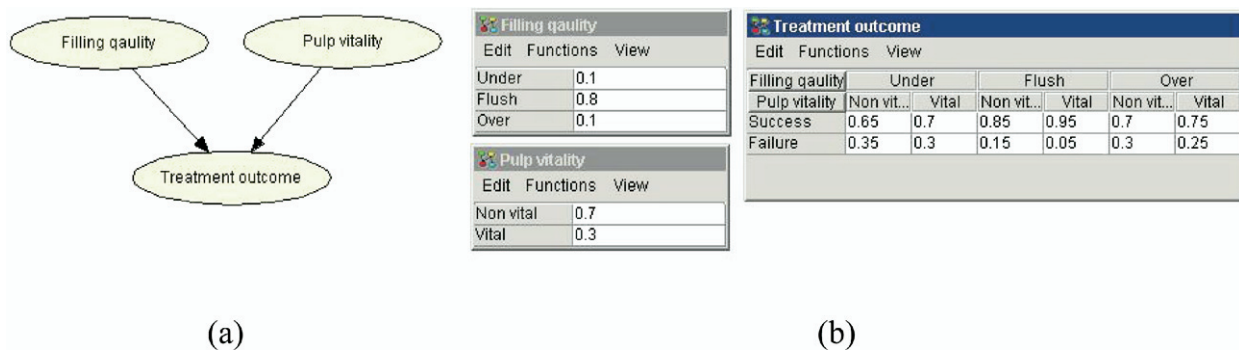 Filling qaulity
Pulp vitality
Treatment outcome
Filling qaulity
Edit Functions View
Under 0.1
Flush 0.8
Over 0.1
Pulp vitality
Edit Functions View
Non vital 0.7
Vital 0.3
Treatment outcome
Edit Functions View
Filling qaulity Under Flush Over
Pulp vitality Non vit... Vital Non vit... Vital Non vit... Vital
Success 0.65 0.7 0.85 0.95 0.7 0.75
Failure 0.35 0.3 0.15 0.05 0.3 0.25
(a) (b)